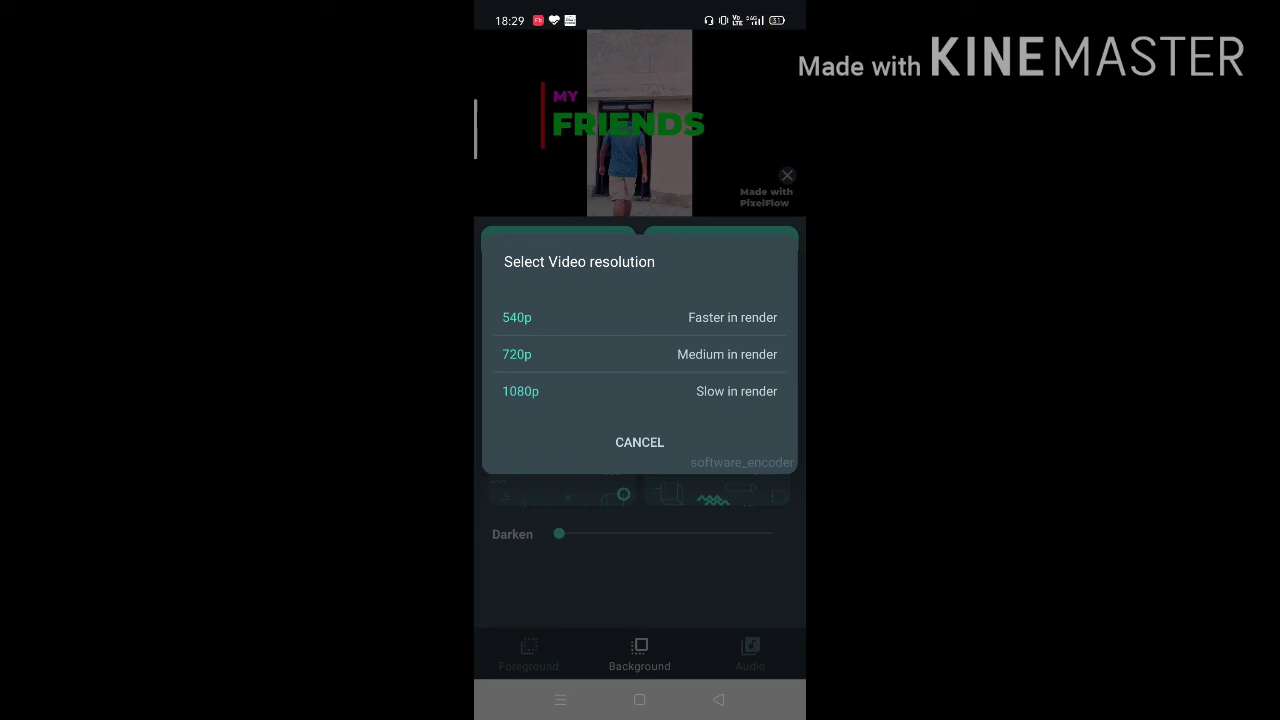 18:29
Made with KINEMASTER
MY
FRIENDS
Made with
PixelFlow
Select Video resolution
540p Faster in render
720p Medium in render
1080p Slow in render
CANCEL
software_encoder
Darken
Foreground Background Audio